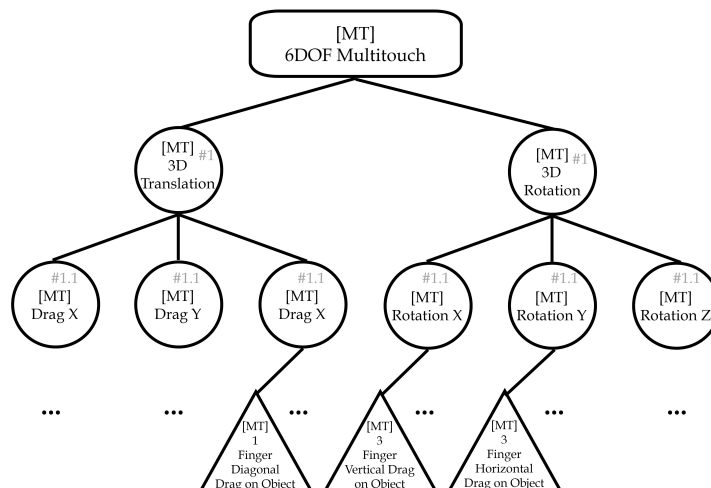 [MT]
6DOF Multitouch
[MT] #1
3D
Translation
[MT] #1
3D
Rotation
#1.1
[MT]
Drag X
#1.1
[MT]
Drag Y
#1.1
[MT]
Drag X
#1.1
[MT]
Rotation X
#1.1
[MT]
Rotation Y
#1.1
[MT]
Rotation Z
... ... ... ... ... ...
[MT]
1
Finger
Diagonal
Drag on Object
[MT]
3
Finger
Vertical Drag
on Object
[MT]
3
Finger
Horizontal
Drag on Object